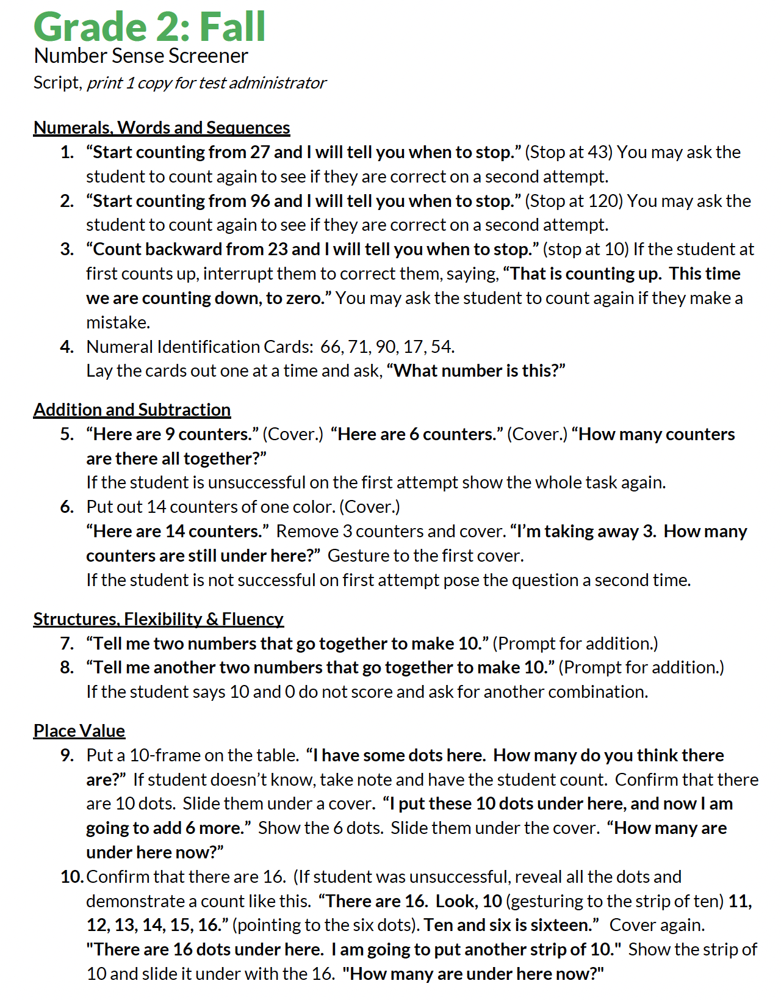 Grade 2: Fall
Number Sense Screener
Script, print 1 copy for test administrator
Numerals, Words and Sequences
1. “Start counting from 27 and I will tell you when to stop.” (Stop at 43) You may ask the
student to count again to see if they are correct on a second attempt.
2. “Start counting from 96 and I will tell you when to stop.” (Stop at 120) You may ask the
student to count again to see if they are correct on a second attempt.
3. “Count backward from 23 and I will tell you when to stop.” (stop at 10) If the student at
first counts up, interrupt them to correct them, saying, “That is counting up.  This time
we are counting down, to zero.” You may ask the student to count again if they make a
mistake.
4. Numeral Identification Cards:  66, 71, 90, 17, 54.
Lay the cards out one at a time and ask, “What number is this?”
Addition and Subtraction
5. “Here are 9 counters.” (Cover.)  “Here are 6 counters.” (Cover.) “How many counters
are there all together?”
If the student is unsuccessful on the first attempt show the whole task again.
6. Put out 14 counters of one color. (Cover.)
“Here are 14 counters.”  Remove 3 counters and cover. “I’m taking away 3.  How many
counters are still under here?”  Gesture to the first cover.
If the student is not successful on first attempt pose the question a second time.
Structures, Flexibility & Fluency
7. “Tell me two numbers that go together to make 10.” (Prompt for addition.)
8. “Tell me another two numbers that go together to make 10.” (Prompt for addition.)
If the student says 10 and 0 do not score and ask for another combination.
Place Value
9. Put a 10-frame on the table.  “I have some dots here.  How many do you think there
are?”  If student doesn’t know, take note and have the student count.  Confirm that there
are 10 dots.  Slide them under a cover.  “I put these 10 dots under here, and now I am
going to add 6 more.”  Show the 6 dots.  Slide them under the cover.  “How many are
under here now?”
10. Confirm that there are 16.  (If student was unsuccessful, reveal all the dots and
demonstrate a count like this.  “There are 16.  Look, 10 (gesturing to the strip of ten) 11,
12, 13, 14, 15, 16.” (pointing to the six dots). Ten and six is sixteen.”   Cover again.
"There are 16 dots under here.  I am going to put another strip of 10."  Show the strip of
10 and slide it under with the 16.  "How many are under here now?"